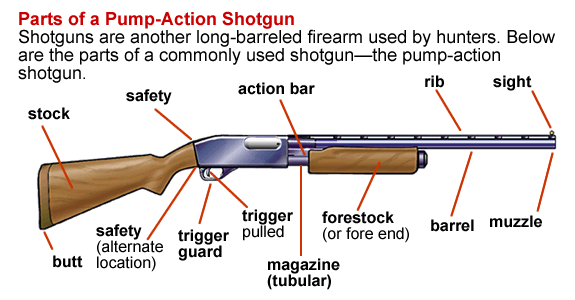 Parts of a Pump-Action Shotgun
Shotguns are another long-barreled firearm used by hunters. Below
are the parts of a commonly used shotgun—the pump-action
shotgun.
stock
safety
action bar
rib
sight
butt
safety
(alternate
location)
trigger
guard
trigger
pulled
magazine
(tubular)
forestock
(or fore end)
barrel
muzzle